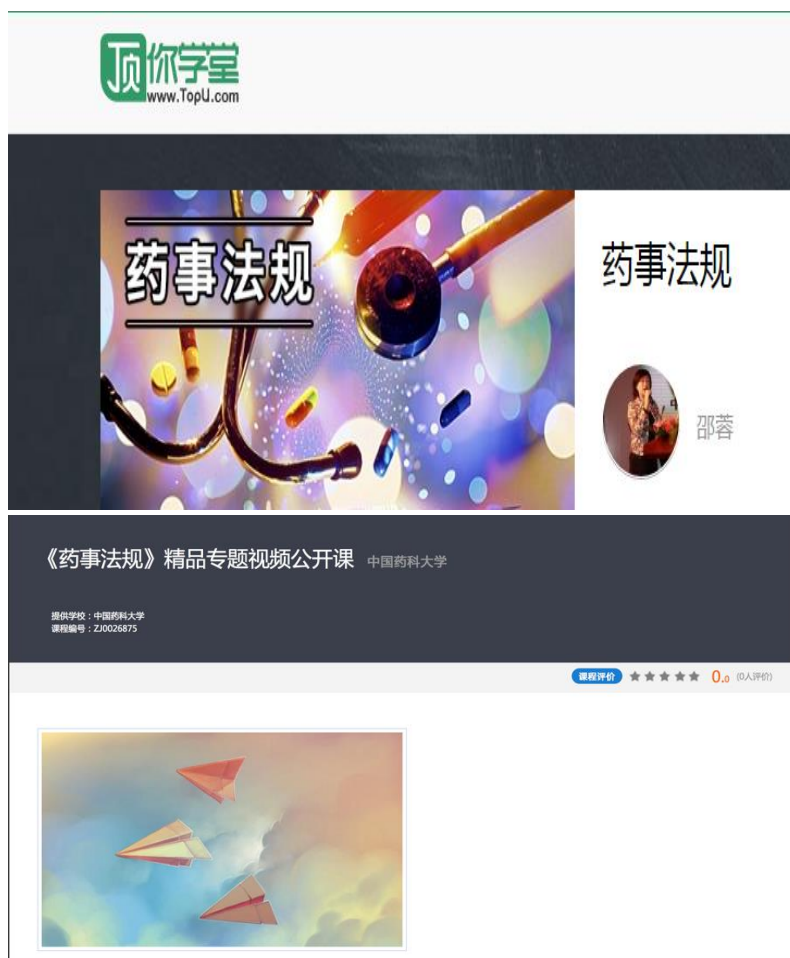 顶你学堂
www.TopU.com
药事法规
药事法规
邵蓉
《药事法规》精品专题视频公开课 中国药科大学
提供学校：中国药科大学
课程编号：ZJ0026875
课程评价 ★★★★★ 0.0 (0人评价)